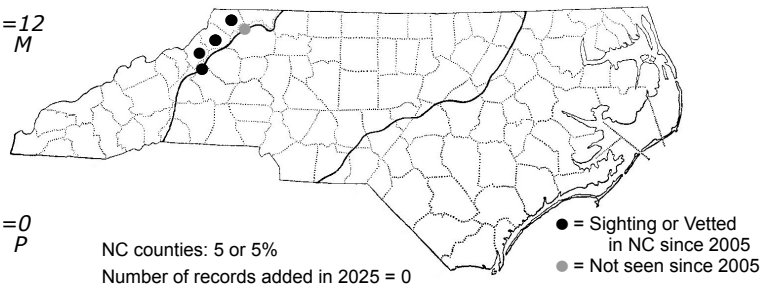 =12
M
=0
P
NC counties: 5 or 5%
Number of records added in 2025 = 0
● = Sighting or Vetted
in NC since 2005
● = Not seen since 2005